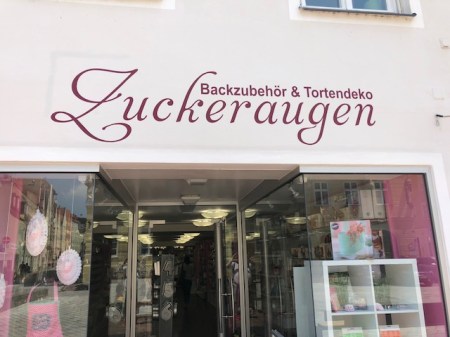 Backzubehör & Tortendeko
Zuckeraugen